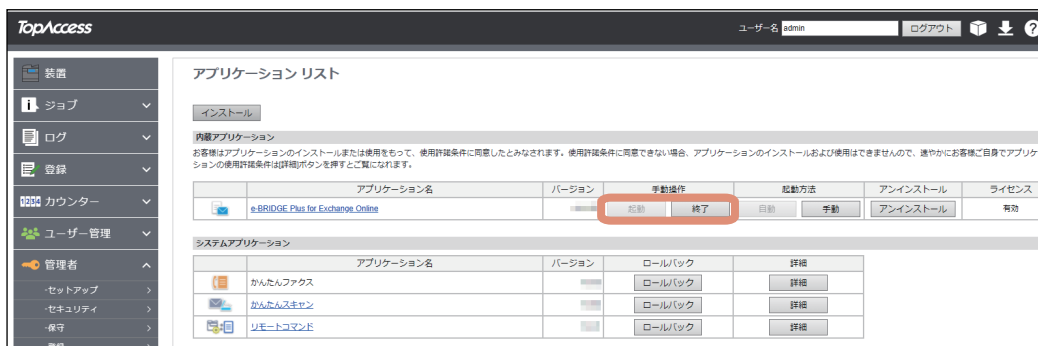 TopAccess
ユーザー名 admin ログアウト
装置
ジョブ
ログ
登録
カウンター
ユーザー管理
管理者
-セットアップ
-セキュリティ
-保守
アプリケーション リスト
インストール
内蔵アプリケーション
お客様はアプリケーションのインストールまたは使用をもって、使用許諾条件に同意したとみなされます。使用許諾条件に同意できない場合、アプリケーションのインストールおよび使用はできませんので、速やかにお客様ご自身でアプリケ
ションの使用許諾条件は[詳細]ボタンを押すとご覧になれます。
アプリケーション名 バージョン 手動操作 起動方法 アンインストール ライセンス
e-BRIDGE Plus for Exchange Online 起動 終了 自動 手動 アンインストール 有効
システムアプリケーション
アプリケーション名 バージョン ロールバック 詳細
かんたんファクス ロールバック 詳細
かんたんスキャン ロールバック 詳細
リモートコマンド ロールバック 詳細